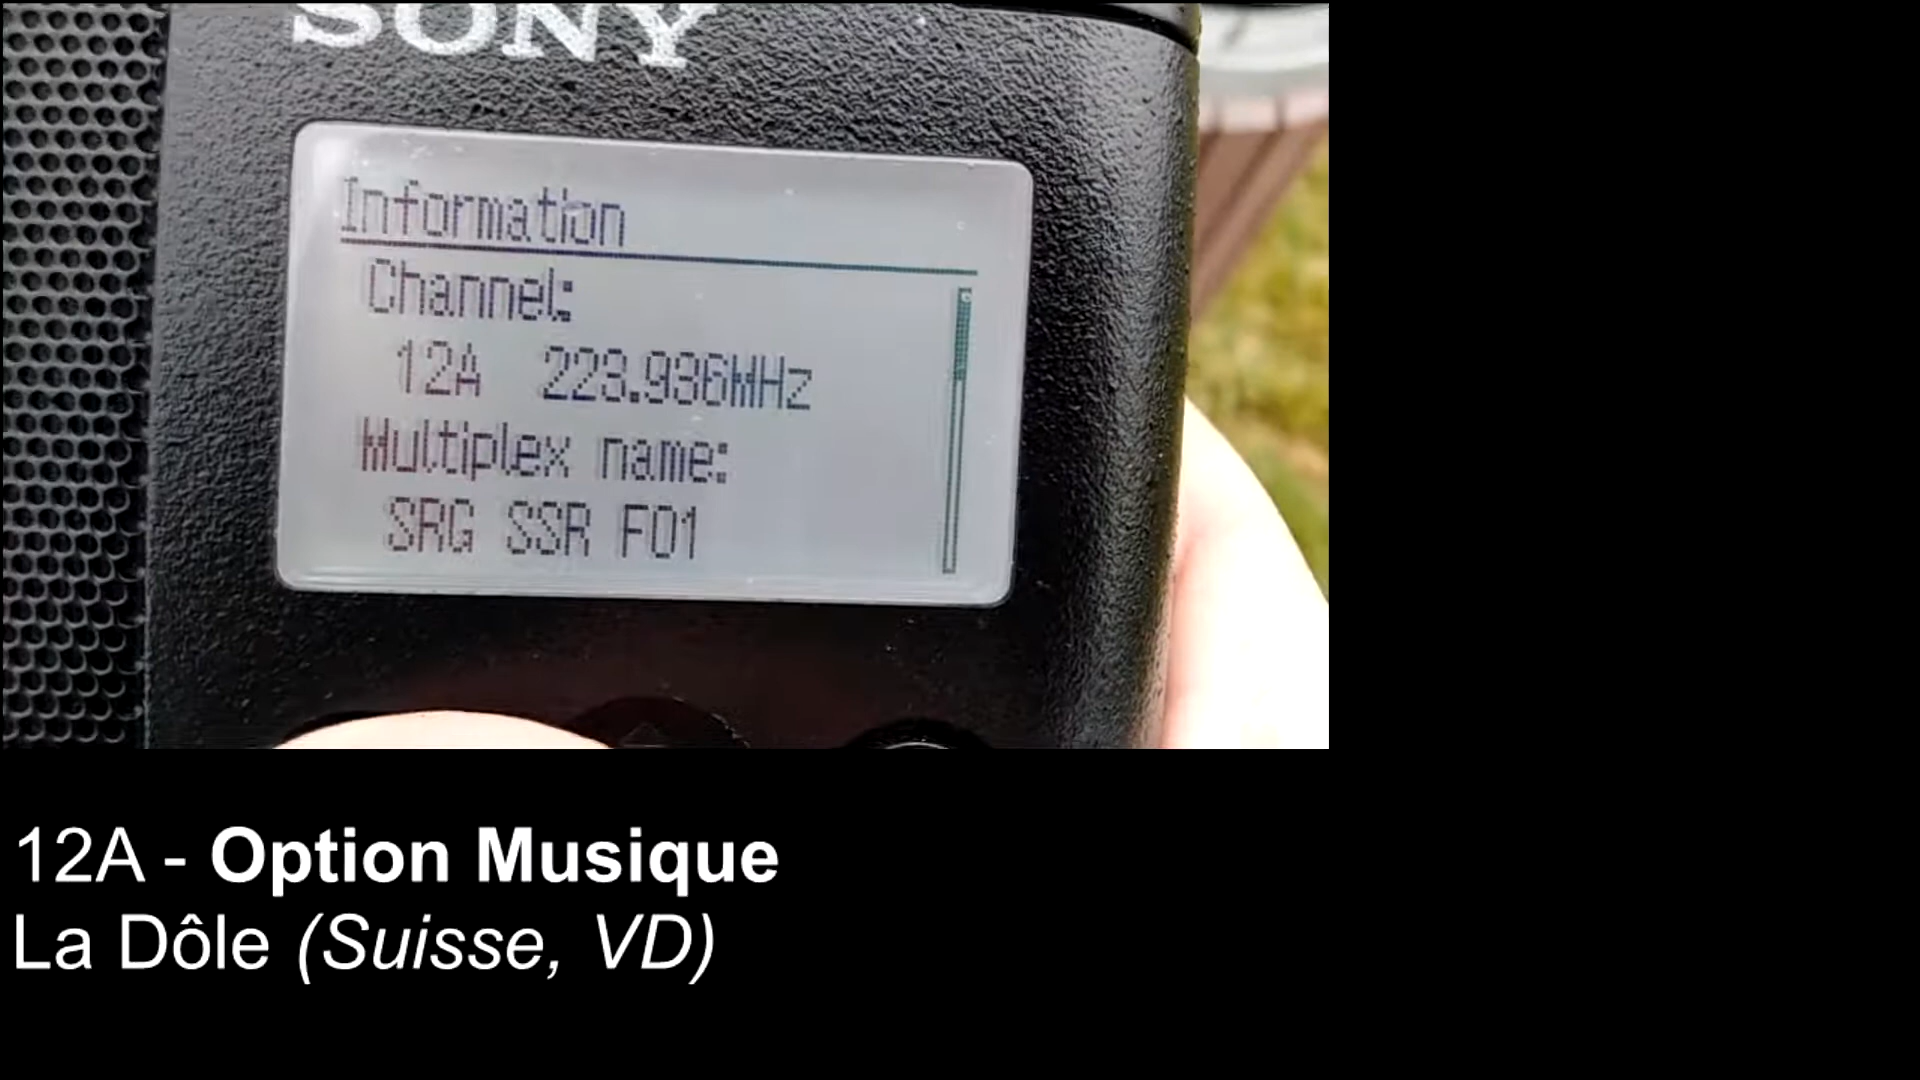 SONY
Information
Channel:
12A 223.936MHz
Multiplex name:
SRG SSR F01
12A - Option Musique
La Dôle (Suisse, VD)